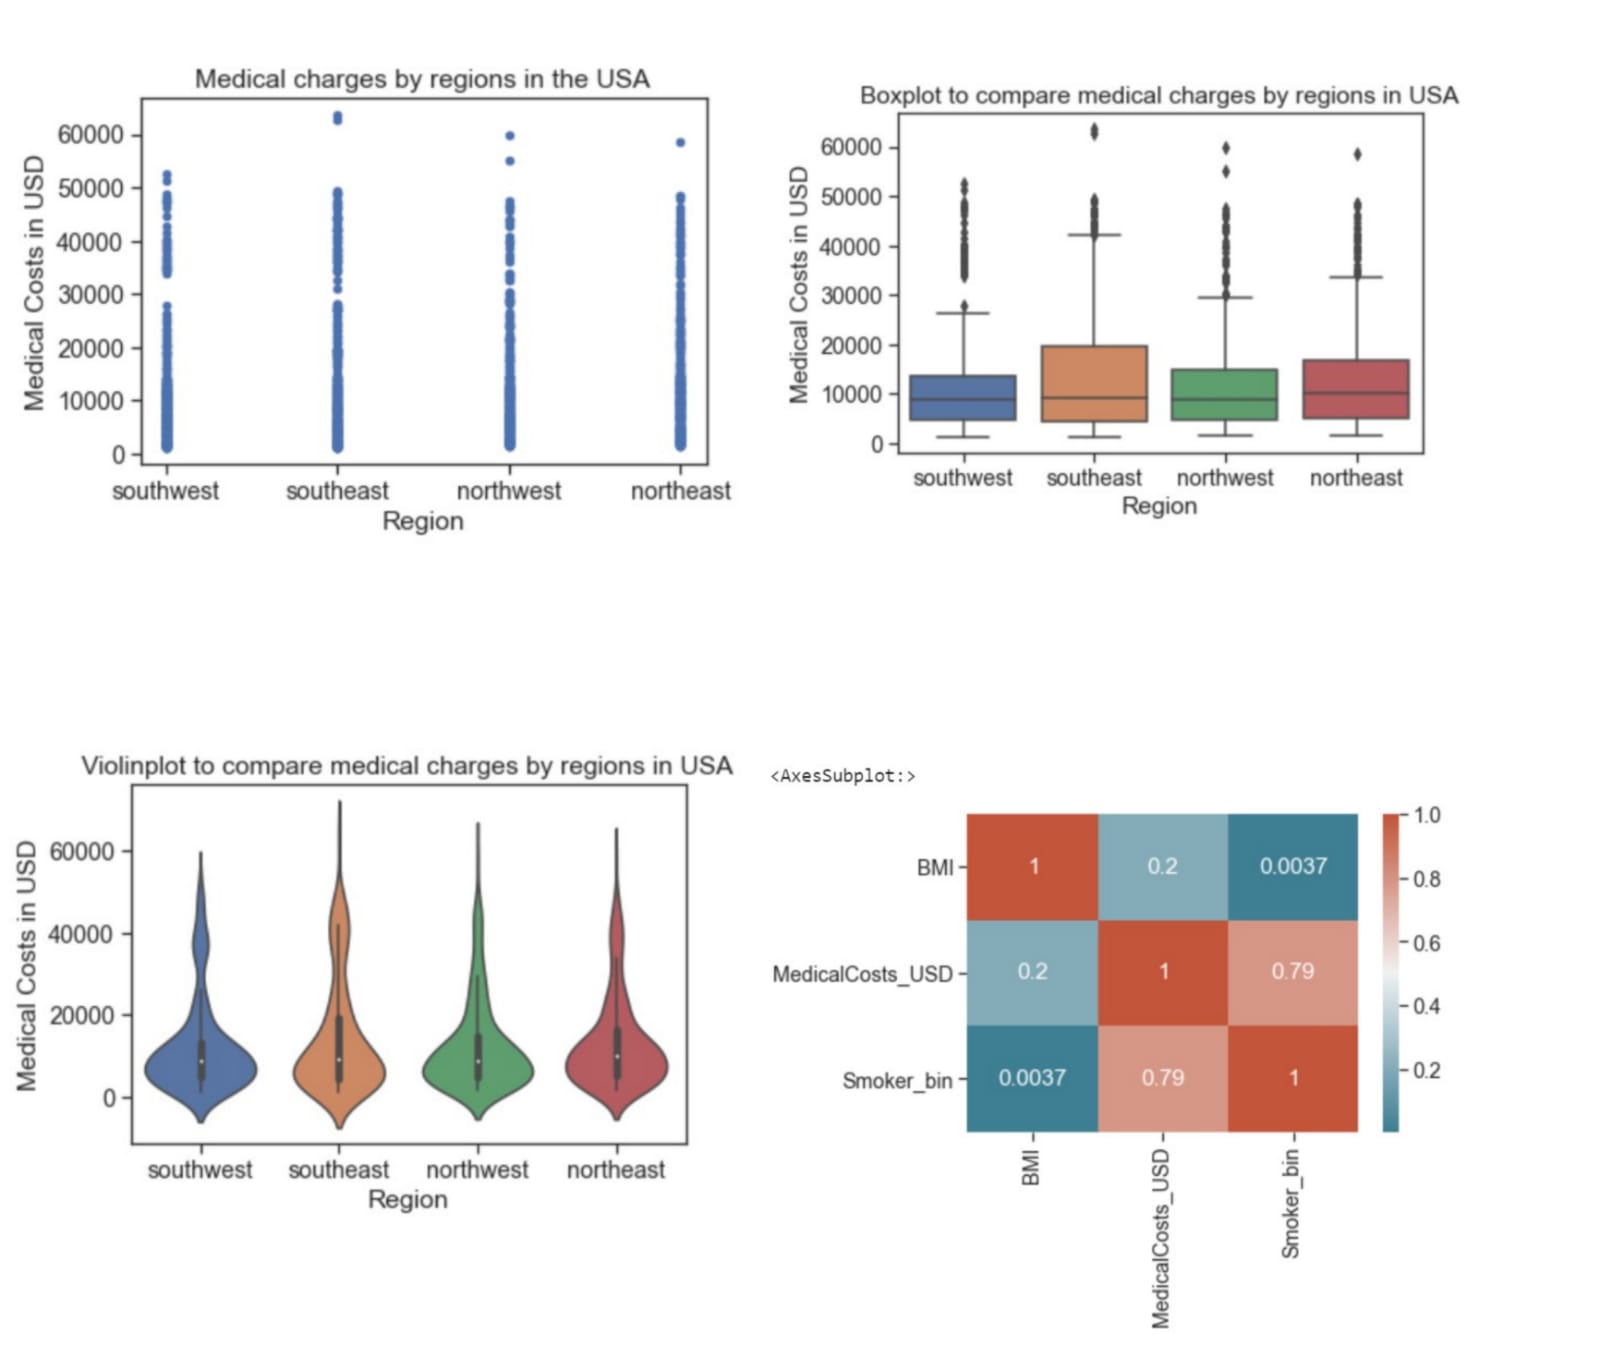 Medical charges by regions in the USA
Medical Costs in USD
60000
50000
40000
30000
20000
10000
0
southwest southeast northwest northeast
Region
Boxplot to compare medical charges by regions in USA
Medical Costs in USD
60000
50000
40000
30000
20000
10000
0
southwest southeast northwest northeast
Region
Violinplot to compare medical charges by regions in USA
Medical Costs in USD
60000
40000
20000
0
southwest southeast northwest northeast
Region
<AxesSubplot:>
BMI 1 0.2 0.0037
MedicalCosts_USD 0.2 1 0.79
Smoker_bin 0.0037 0.79 1
BMI
MedicalCosts_USD
Smoker_bin
1.0
0.8
0.6
0.4
0.2